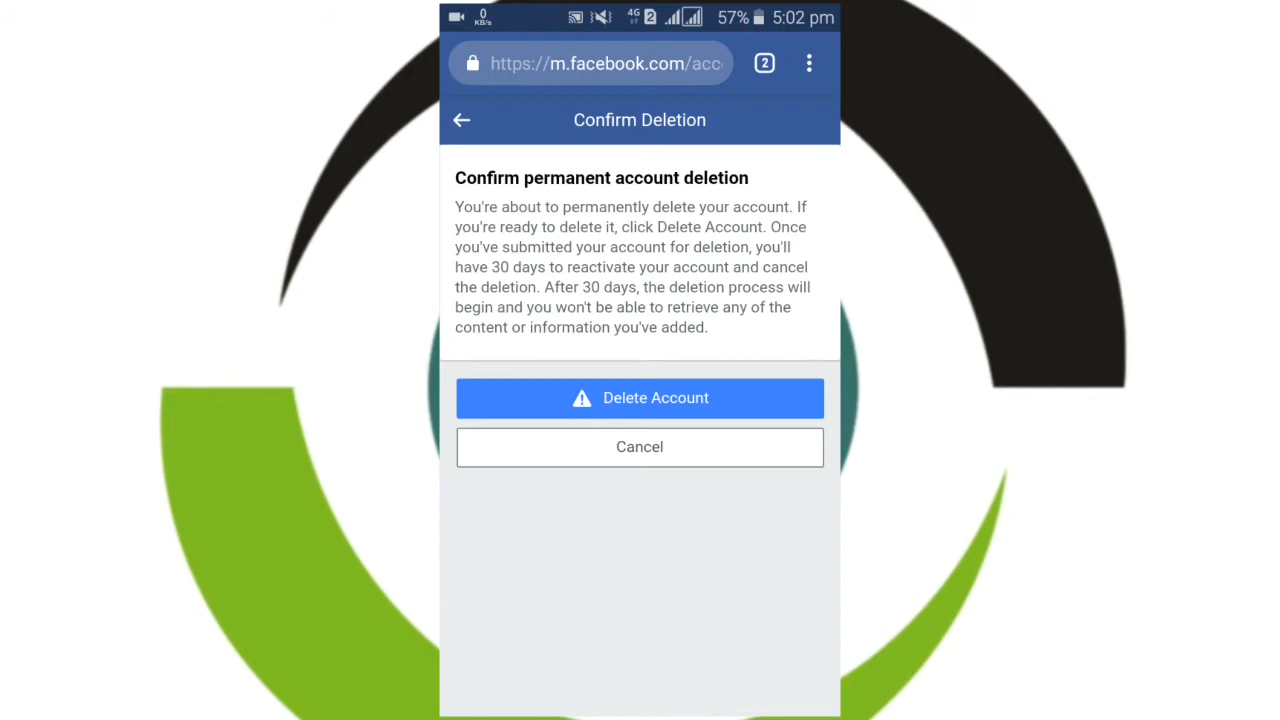 0
KB/s
4G
2
57%
5:02 pm
https://m.facebook.com/acc
2
Confirm Deletion
Confirm permanent account deletion
You're about to permanently delete your account. If
you're ready to delete it, click Delete Account. Once
you've submitted your account for deletion, you'll
have 30 days to reactivate your account and cancel
the deletion. After 30 days, the deletion process will
begin and you won't be able to retrieve any of the
content or information you've added.
Delete Account
Cancel